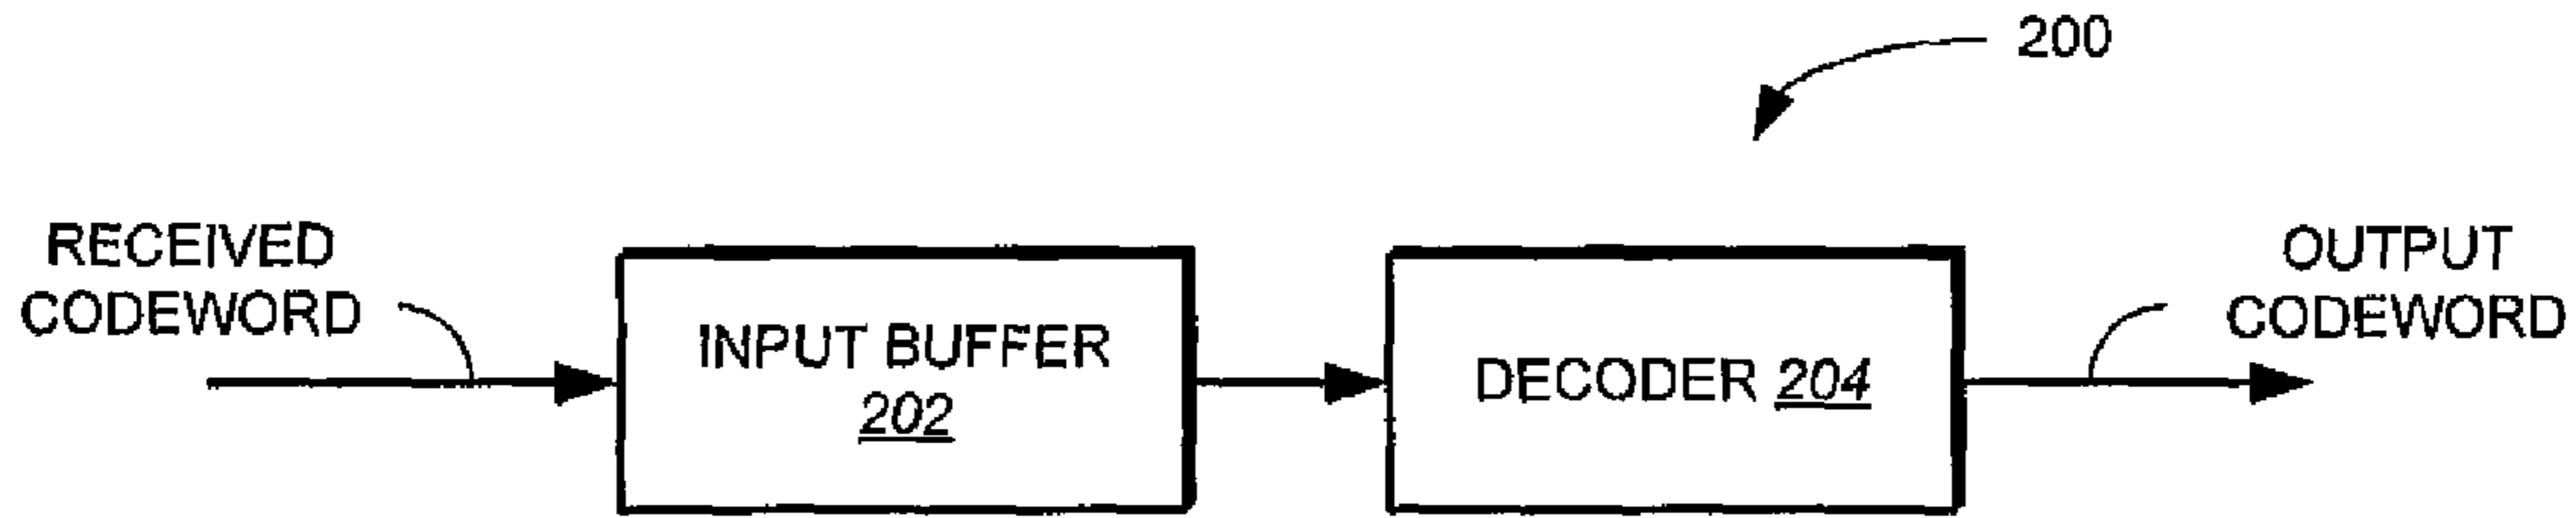 200
RECEIVED
CODEWORD
INPUT BUFFER
202
DECODER 204
OUTPUT
CODEWORD